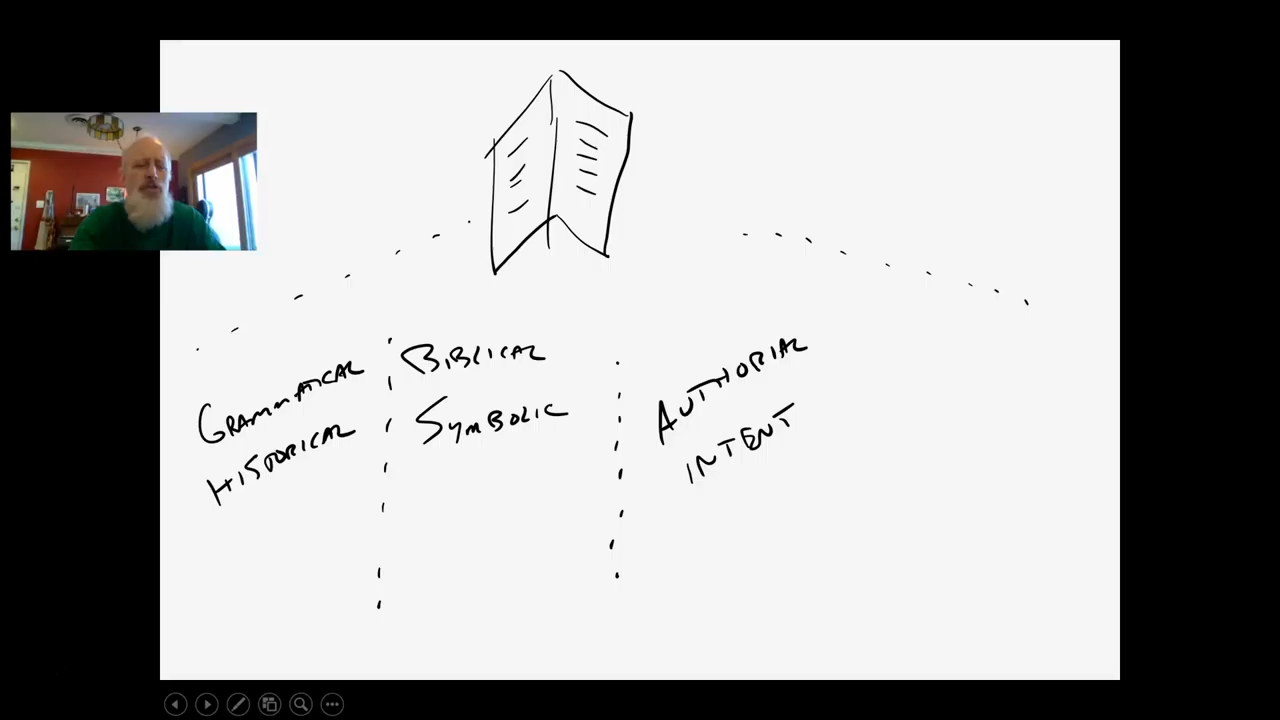 GRAMMATICAL
HISTORICAL
BIBLICAL
SYMBOLIC
AUTHORIAL
INTENT